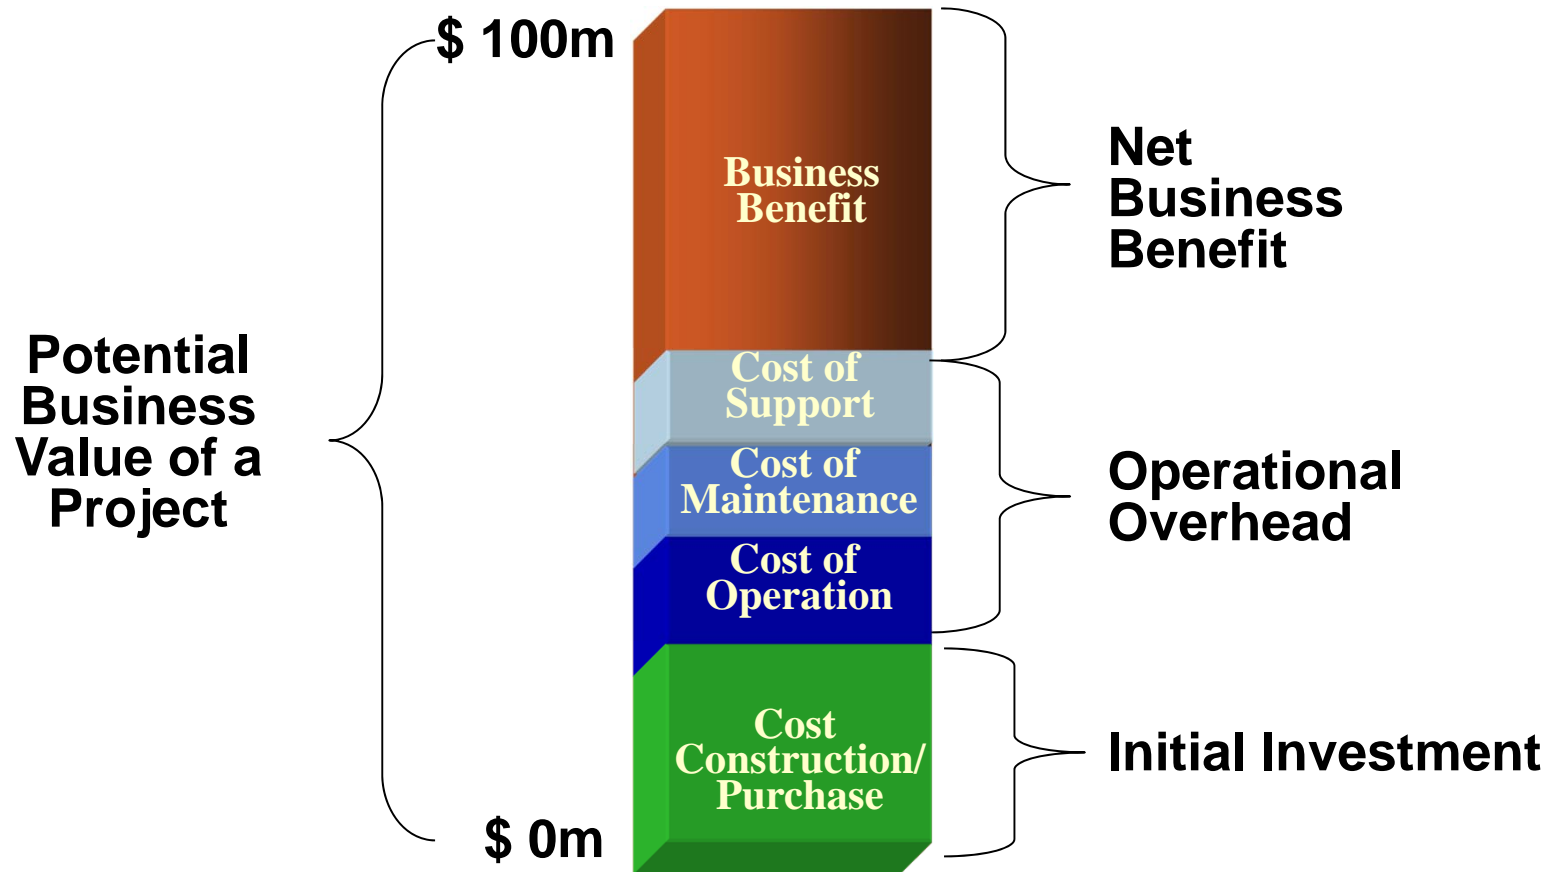 $ 100m
Potential
Business
Value of a
Project
$ 0m
Business
Benefit
Cost of
Support
Cost of
Maintenance
Cost of
Operation
Cost
Construction/
Purchase
Net
Business
Benefit
Operational
Overhead
Initial Investment